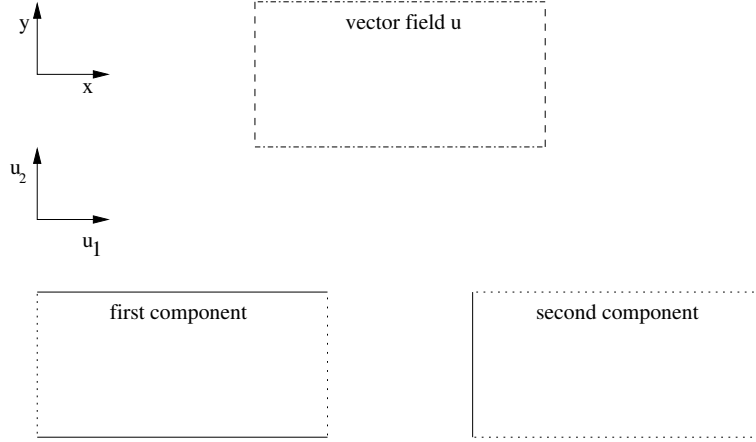 y
vector field u
x
u2
u1
first component
second component